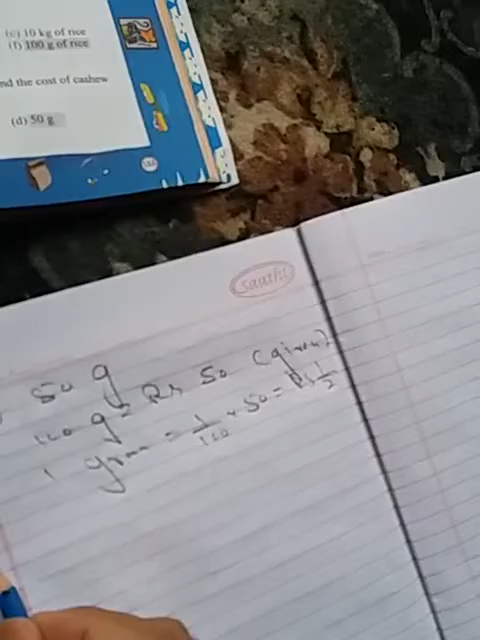 (c) 10 kg of rice
(f) 100 g of rice
nd the cost of cashew
(d) 50 g
saathi
50 g
100 g = Rs 50 (given)
1 gram = 1/100 × 50 = Rs 1/2